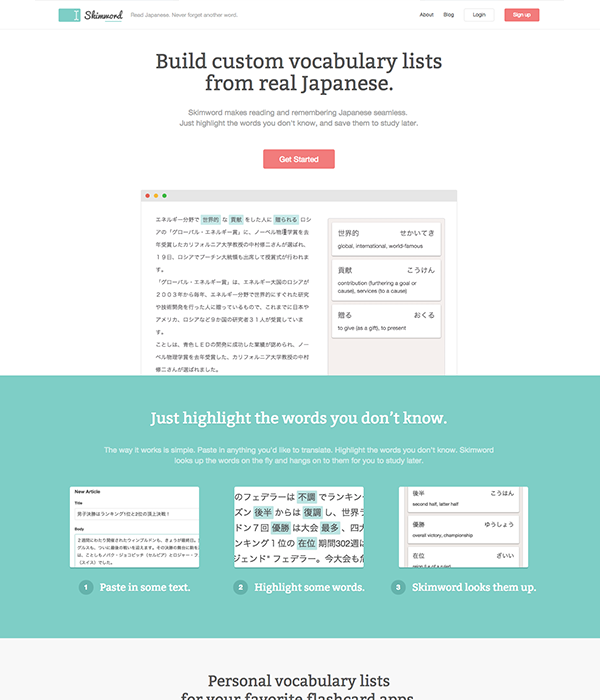 Skimword
Read Japanese. Never forget another word.
About
Blog
Login
Sign up
Build custom vocabulary lists
from real Japanese.
Skimword makes reading and remembering Japanese seamless.
Just highlight the words you don't know, and save them to study later.
Get Started
エネルギー分野で 世界的 な 貢献 をした人に 贈られる ロシ
アの「グローバル・エネルギー賞」に、ノーベル物理学賞を去
年受賞したカリフォルニア大学教授の中村修二さんが選ばれ、
１９日、ロシアでプーチン大統領も出席して授賞式が行われま
す。
「グローバル・エネルギー賞」は、エネルギー大国のロシアが
２００３年から毎年、エネルギー分野で世界的にすぐれた研究
や技術開発を行った人に贈っているもので、これまでに日本や
アメリカ、ロシアなど９か国の研究者３１人が受賞していま
す。
ことしは、青色ＬＥＤの開発に成功した業績が認められ、ノー
ベル物理学賞を去年受賞した、カリフォルニア大学教授の中村
修二さんが選ばれました。
世界的 せかいてき
global, international, world-famous
貢献 こうけん
contribution (furthering a goal or
cause), services (to a cause)
贈る おくる
to give (as a gift), to present
Just highlight the words you don't know.
The way it works is simple. Paste in anything you'd like to translate. Highlight the words you don't know. Skimword
looks up the words on the fly and hangs on to them for you to study later.
New Article
Title
男子決勝はランキング1位と2位の頂上決戦！
Body
のフェデラーは 不調 でランキン
ズン 後半 からは 復調 し、世界ラ
ドン７回 優勝 は大会 最多 、四大
ンキング１位の 在位 期間302週に
ジェンド" フェデラー。今大会も危
後半 こうはん
second half, latter half
優勝 ゆうしょう
overall victory, championship
在位 ざいい
1 Paste in some text.
2 Highlight some words.
3 Skimword looks them up.
Personal vocabulary lists
for your favorite flashcard apps